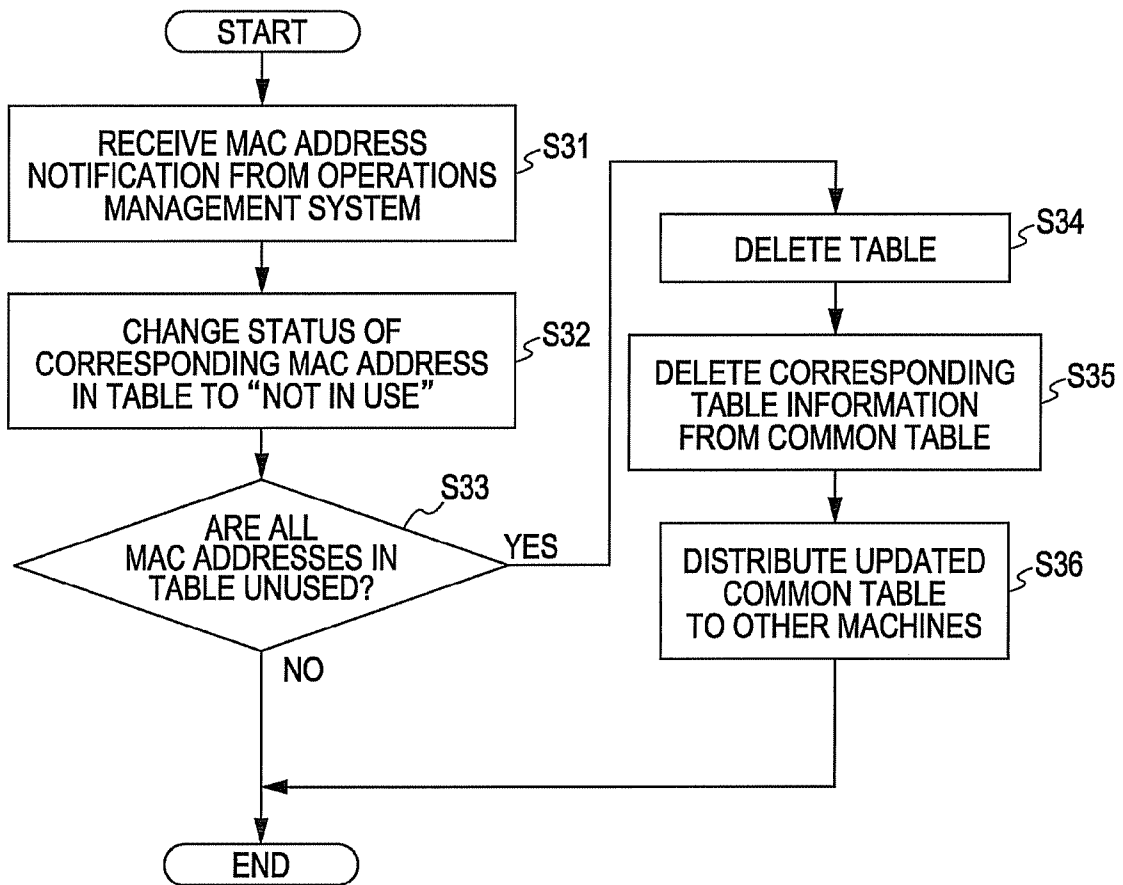 START
RECEIVE MAC ADDRESS
NOTIFICATION FROM OPERATIONS
MANAGEMENT SYSTEM
S31
CHANGE STATUS OF
CORRESPONDING MAC ADDRESS
IN TABLE TO “NOT IN USE”
S32
ARE ALL
MAC ADDRESSES IN
TABLE UNUSED?
S33
YES
NO
DELETE TABLE
S34
DELETE CORRESPONDING
TABLE INFORMATION
FROM COMMON TABLE
S35
DISTRIBUTE UPDATED
COMMON TABLE
TO OTHER MACHINES
S36
END